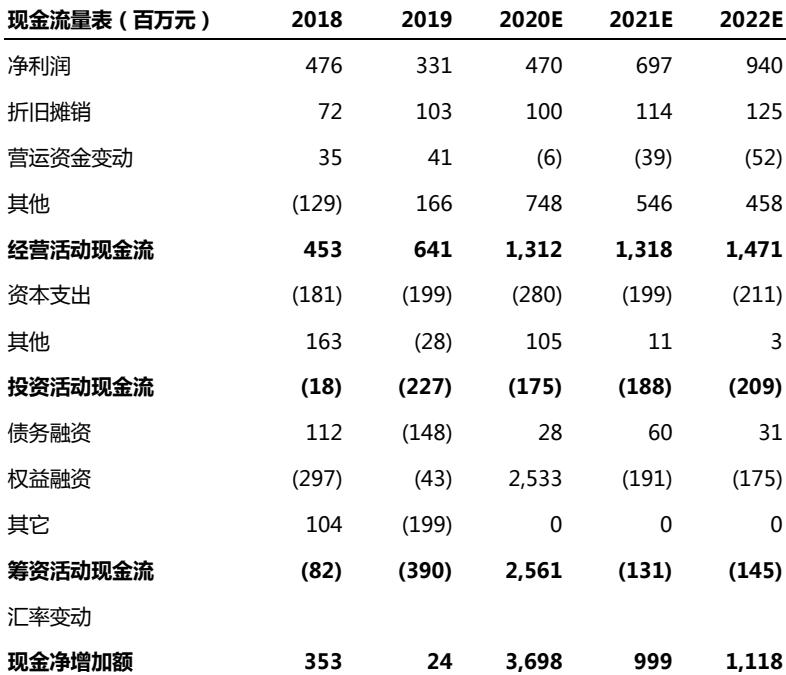 现金流量表（百万元） 2018 2019 2020E 2021E 2022E
净利润 476 331 470 697 940
折旧摊销 72 103 100 114 125
营运资金变动 35 41 (6) (39) (52)
其他 (129) 166 748 546 458
经营活动现金流 453 641 1,312 1,318 1,471
资本支出 (181) (199) (280) (199) (211)
其他 163 (28) 105 11 3
投资活动现金流 (18) (227) (175) (188) (209)
债务融资 112 (148) 28 60 31
权益融资 (297) (43) 2,533 (191) (175)
其它 104 (199) 0 0 0
筹资活动现金流 (82) (390) 2,561 (131) (145)
汇率变动
现金净增加额 353 24 3,698 999 1,118